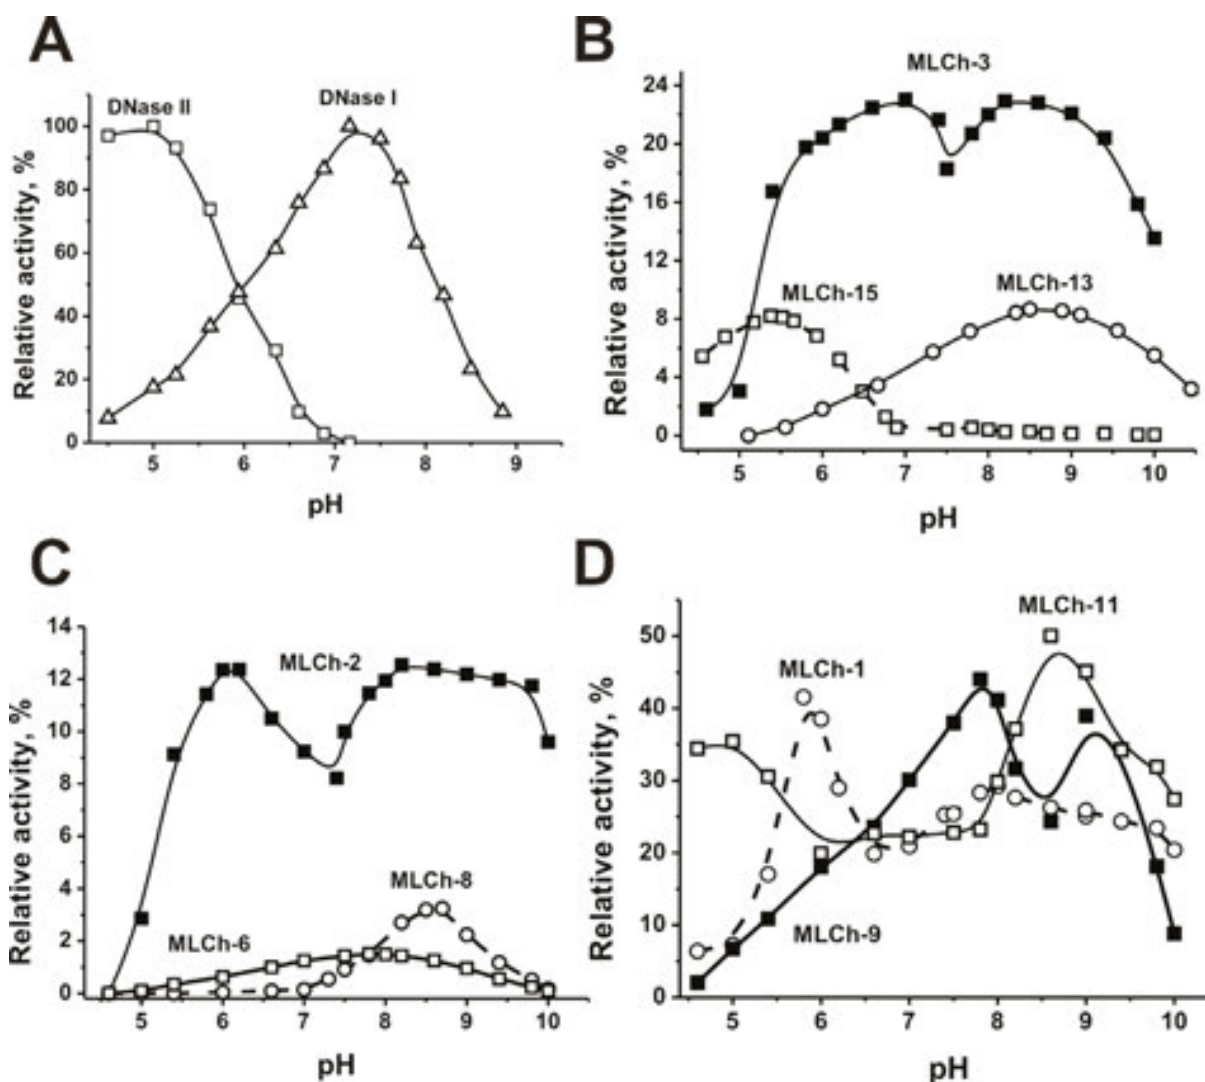 A
DNase II
DNase I
100
80
60
40
20
0
5 6 7 8 9
Relative activity, %
pH
B
MLCh-3
MLCh-15
MLCh-13
24
20
16
12
8
4
0
5 6 7 8 9 10
Relative activity, %
pH
C
MLCh-2
MLCh-8
MLCh-6
14
12
10
8
6
4
2
0
5 6 7 8 9 10
Relative activity, %
pH
D
MLCh-11
MLCh-1
MLCh-9
50
40
30
20
10
0
5 6 7 8 9 10
Relative activity, %
pH